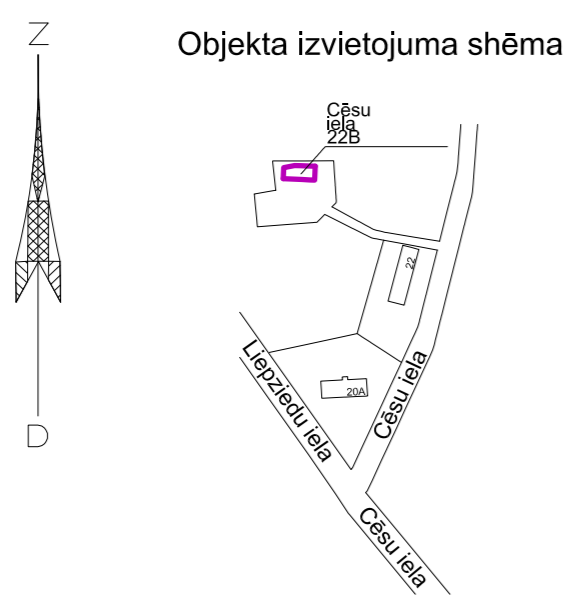 Z
Objekta izvietojuma shēma
Cēsu
iela
22B
22
Liepziedu iela
20A
Cēsu iela
D
Cēsu iela